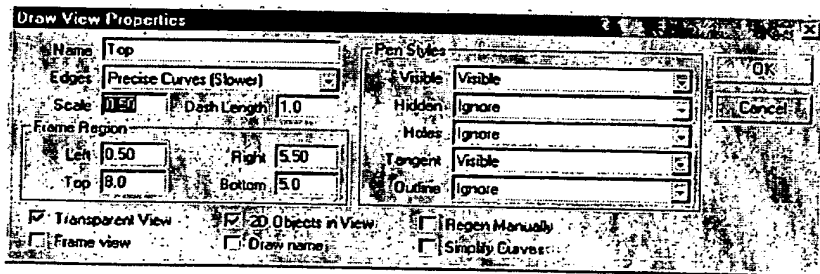 Draw View Properties
Name Top
Edges Precise Curves (Slower)
Scale 0.50 Dash Length 1.0
Frame Region
Left 0.50 Right 5.50
Top 8.0 Bottom 5.0
Transparent View 2D Objects in View
Frame view Draw name
Pen Styles
Visible Visible
Hidden Ignore
Holes Ignore
Tangent Visible
Outline Ignore
Regen Manually
Simplify Curves
OK
Cancel